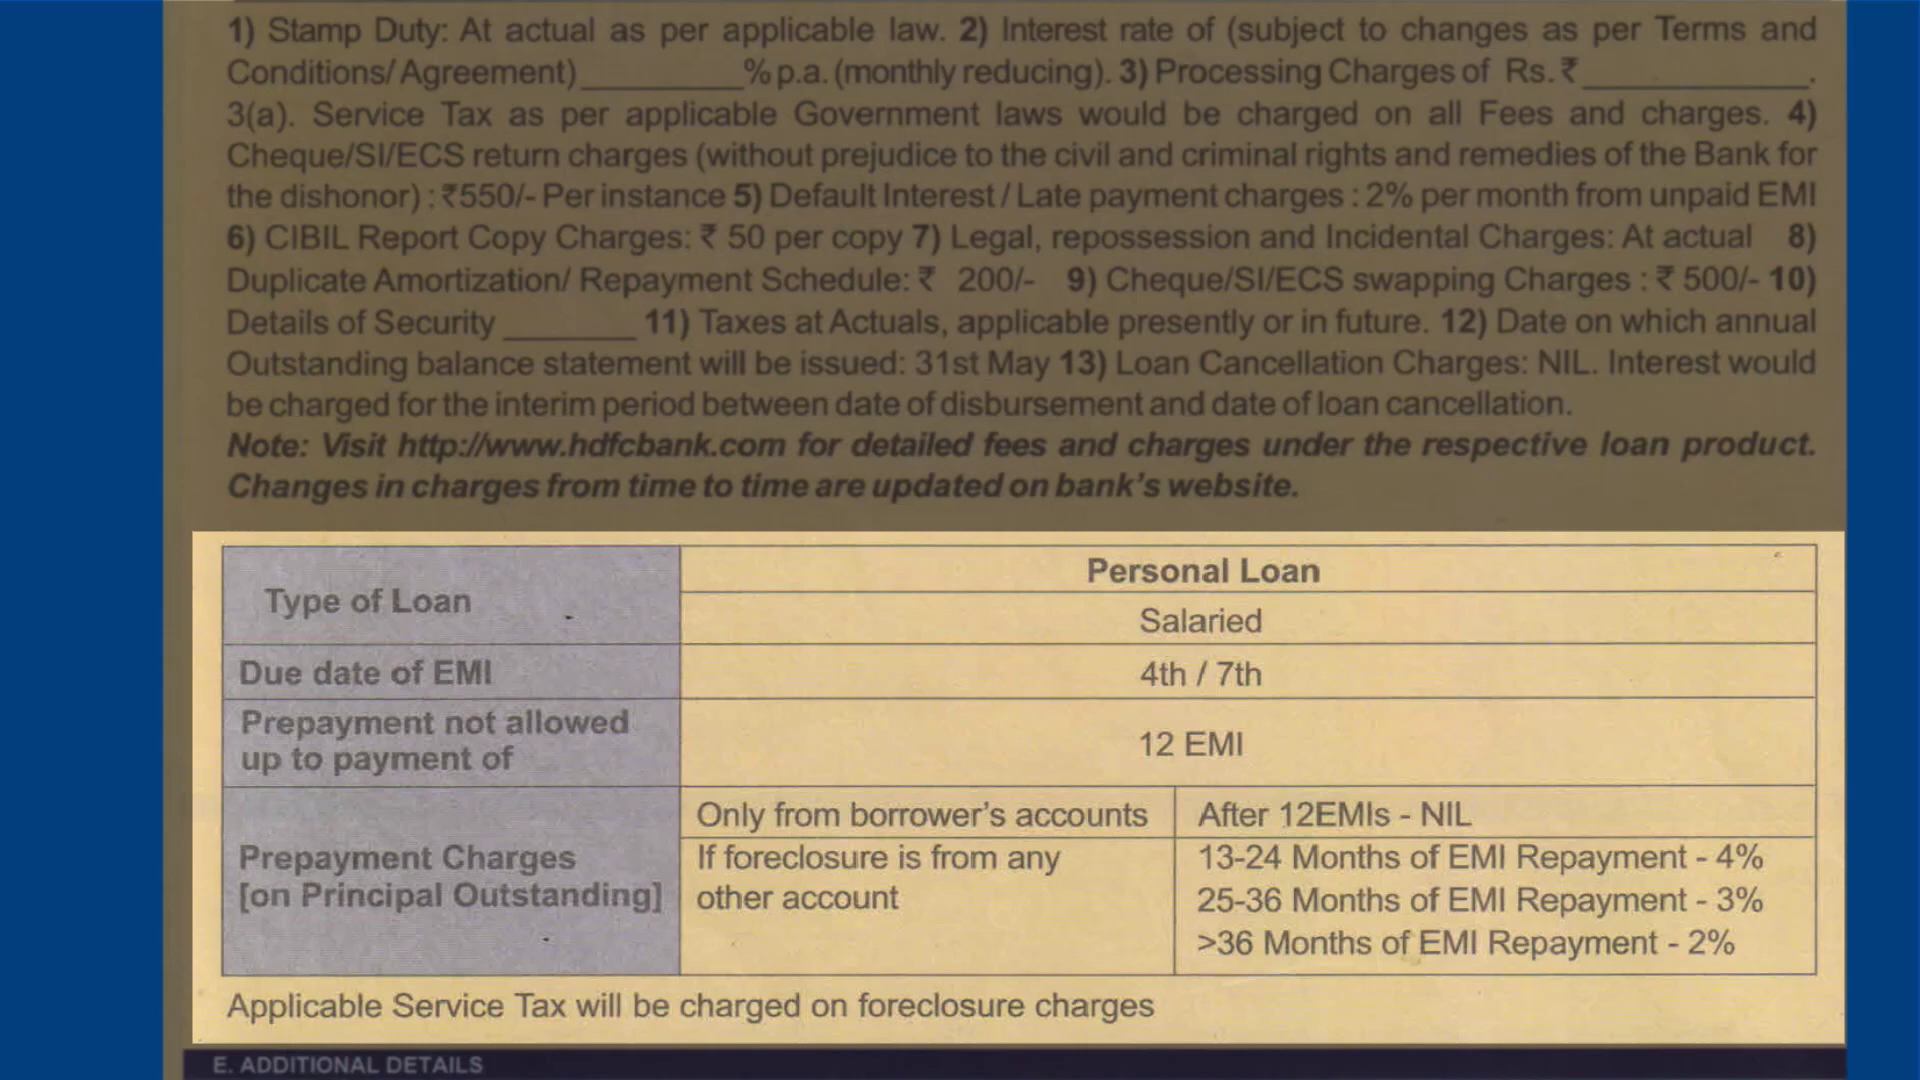 1) Stamp Duty: At actual as per applicable law. 2) Interest rate of (subject to changes as per Terms and
Conditions/Agreement)_________% p.a. (monthly reducing). 3) Processing Charges of Rs.₹ ____________.
3(a). Service Tax as per applicable Government laws would be charged on all Fees and charges. 4)
Cheque/SI/ECS return charges (without prejudice to the civil and criminal rights and remedies of the Bank for
the dishonor) : ₹550/- Per instance 5) Default Interest / Late payment charges : 2% per month from unpaid EMI
6) CIBIL Report Copy Charges: ₹ 50 per copy 7) Legal, repossession and Incidental Charges: At actual 8)
Duplicate Amortization/ Repayment Schedule: ₹ 200/- 9) Cheque/SI/ECS swapping Charges : ₹ 500/- 10)
Details of Security _______ 11) Taxes at Actuals, applicable presently or in future. 12) Date on which annual
Outstanding balance statement will be issued: 31st May 13) Loan Cancellation Charges: NIL. Interest would
be charged for the interim period between date of disbursement and date of loan cancellation.
Note: Visit http://www.hdfcbank.com for detailed fees and charges under the respective loan product.
Changes in charges from time to time are updated on bank's website.
Type of Loan
Personal Loan
Salaried
Due date of EMI
4th / 7th
Prepayment not allowed
up to payment of
12 EMI
Prepayment Charges
[on Principal Outstanding]
Only from borrower's accounts
After 12EMIs - NIL
If foreclosure is from any
other account
13-24 Months of EMI Repayment - 4%
25-36 Months of EMI Repayment - 3%
>36 Months of EMI Repayment - 2%
Applicable Service Tax will be charged on foreclosure charges
E. ADDITIONAL DETAILS